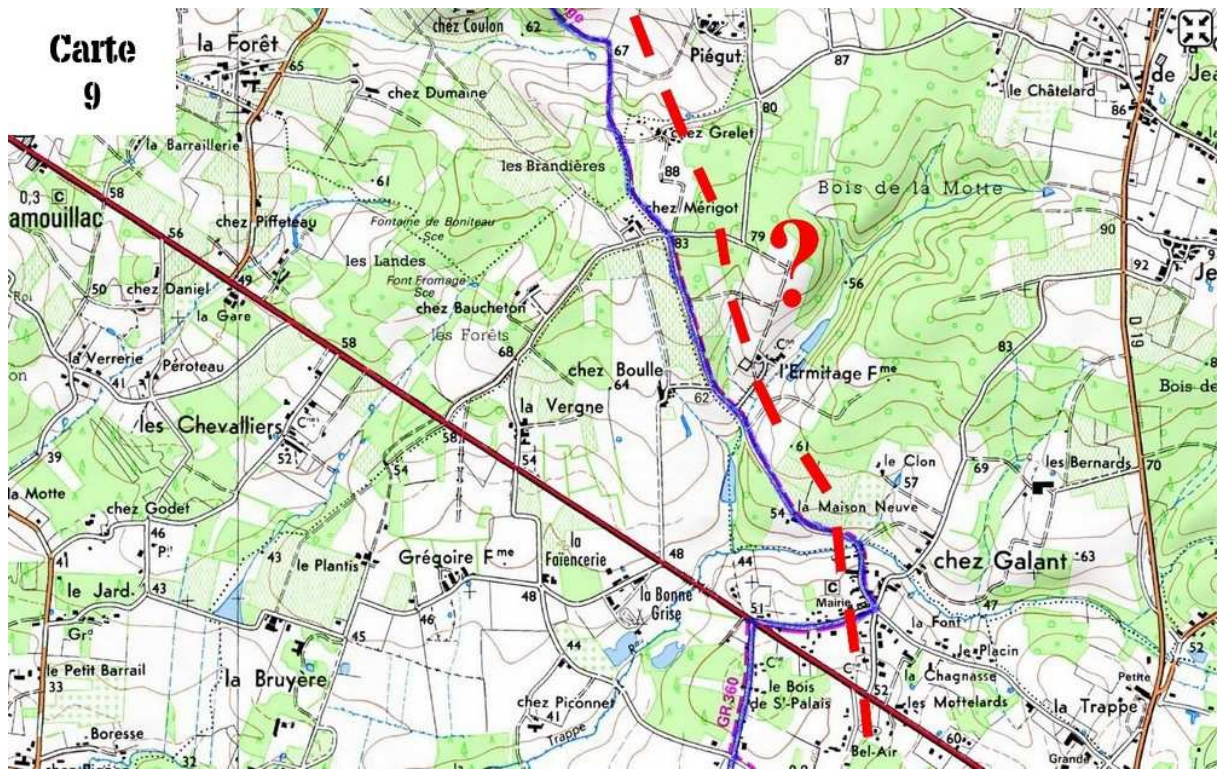 Carte
9
la Forêt
65
chez Coulon
62
67
Piégut
87
de Jea
le Châtelard
86
chez Dumaine
80
chez Grelet
la Barraillerie
les Brandières
88
61
Bois de la Motte
0,3 C
58
amouillac
chez Piffeteau
Fontaine de Boniteau
Sce
chez Mérigot
83
79
?
90
56
les Landes
92
Je
Font Fromage
Sce
56
50
chez Daniel
49
la Gare
chez Baucheton
les Forêts
D 19
58
83
la Verrerie
41
Péroteau
68
chez Boulle
64
l'Ermitage Fme
62
Bois de
les Chevalliers
la Vergne
58
52
61
39
54
54
le Clon
57
69
les Bernards
70
la Motte
chez Godet
54
la Maison Neuve
46
41
43
le Plantis
Grégoire Fme
la
Faïencerie
48
44
chez Galant
63
le Jard
43
48
la Bonne
Grise
51
C
Mairie
47
46
la Font
45
44
le Placin
52
le Petit Barrail
33
la Bruyère
la Chagnasse
GR 360
le Bois
de St-Palais
52
les Mottelards
Petite
la Trappe
chez Piconnet
41
Trappe
Boresse
32
Bel-Air
60
Grande